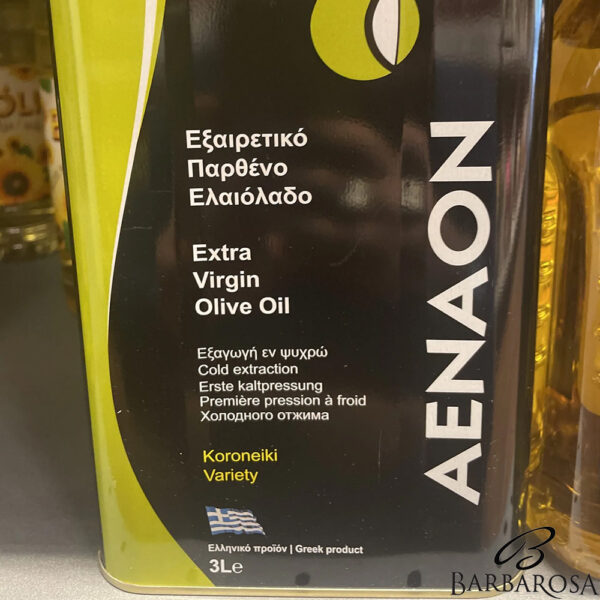 Εξαιρετικό
Παρθένο
Ελαιόλαδο
Extra
Virgin
Olive Oil
Εξαγωγή εν ψυχρώ
Cold extraction
Erste kaltpressung
Première pression à froid
Холодного отжима
Koroneiki
Variety
Ελληνικό προϊόν | Greek product
3Le
AENAON
BARBAROSA